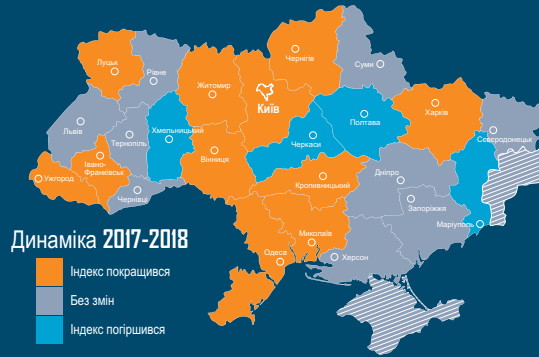 Чернігів
Луцьк
Рівне
Суми
Житомир
Київ
Харків
Львів
Тернопіль
Хмельницький
Полтава
Черкаси
Сєвєродонецьк
Вінниця
Івано-
Франківськ
Ужгород
Чернівці
Кропивницький
Дніпро
Запоріжжя
Маріуполь
Миколаїв
Одеса
Херсон
Динаміка 2017-2018
Індекс покращився
Без змін
Індекс погіршився